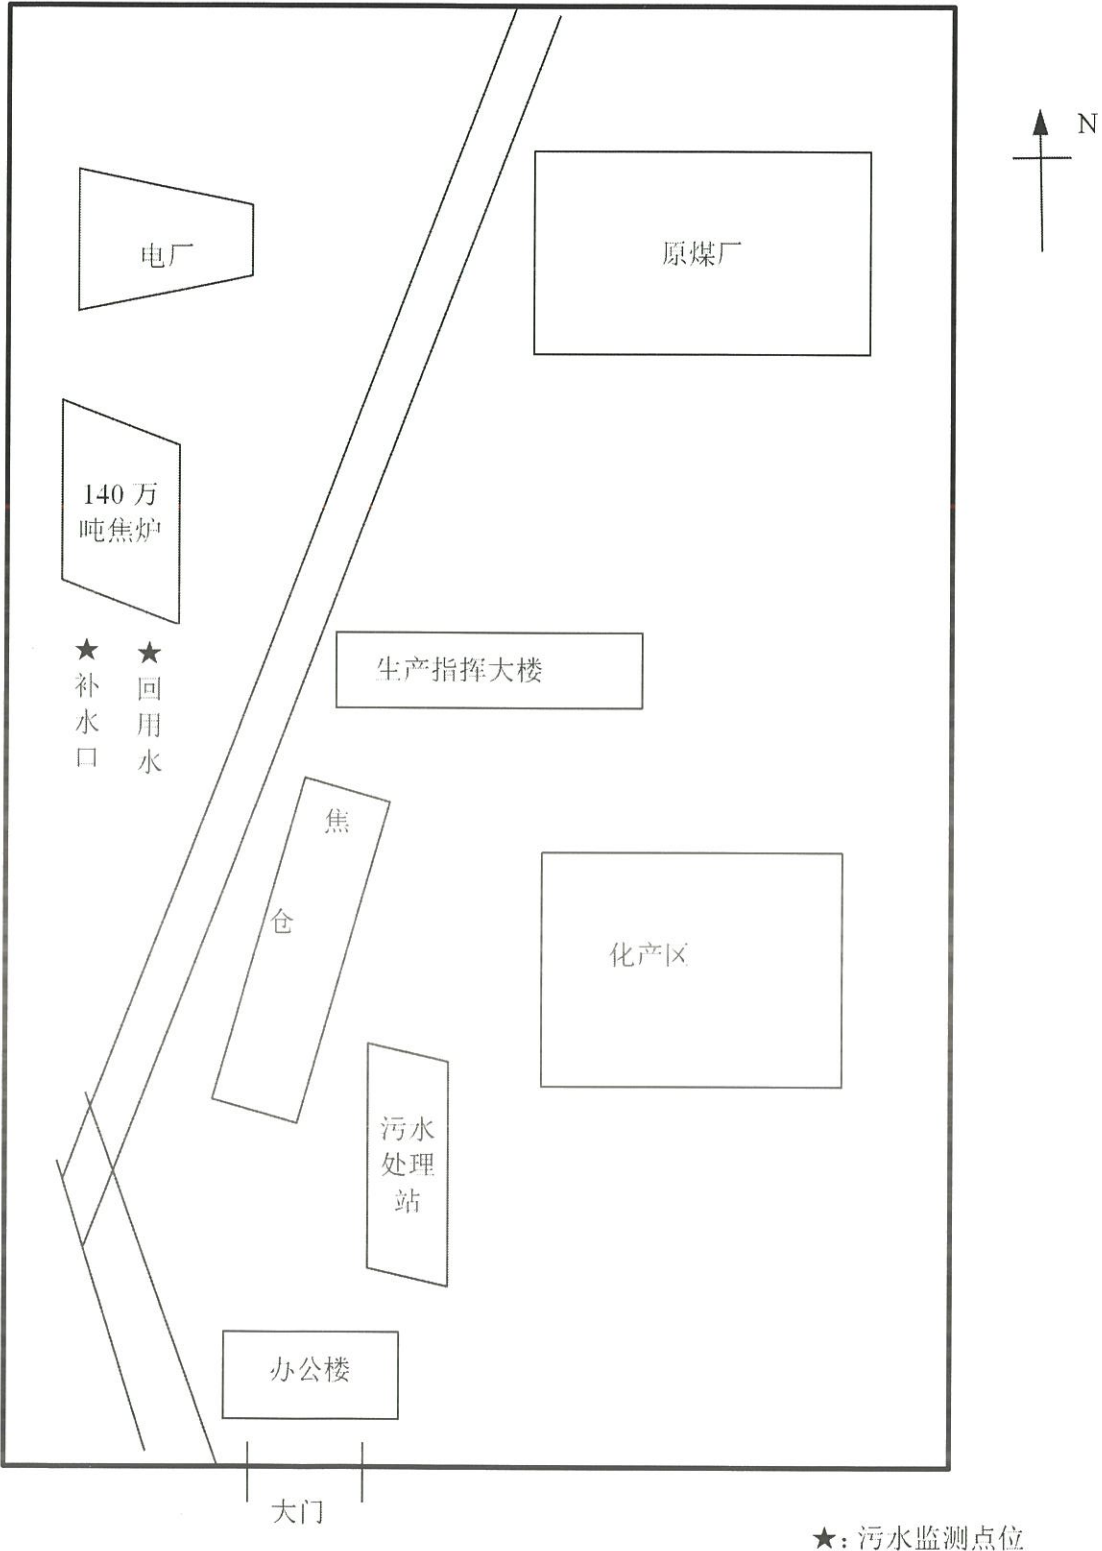 N
电厂
原煤厂
140 万
吨焦炉
★ 补水口
★ 回用水
生产指挥大楼
焦
仓
化产区
污水
处理
站
办公楼
大门
★: 污水监测点位